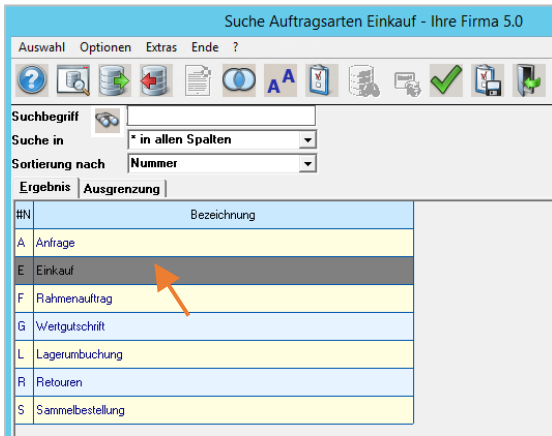 Suche Auftragsarten Einkauf - Ihre Firma 5.0
Auswahl Optionen Extras Ende ?
Suchbegriff
Suche in * in allen Spalten
Sortierung nach Nummer
Ergebnis Ausgrenzung
#N Bezeichnung
A Anfrage
E Einkauf
F Rahmenauftrag
G Wertgutschrift
L Lagerumbuchung
R Retouren
S Sammelbestellung